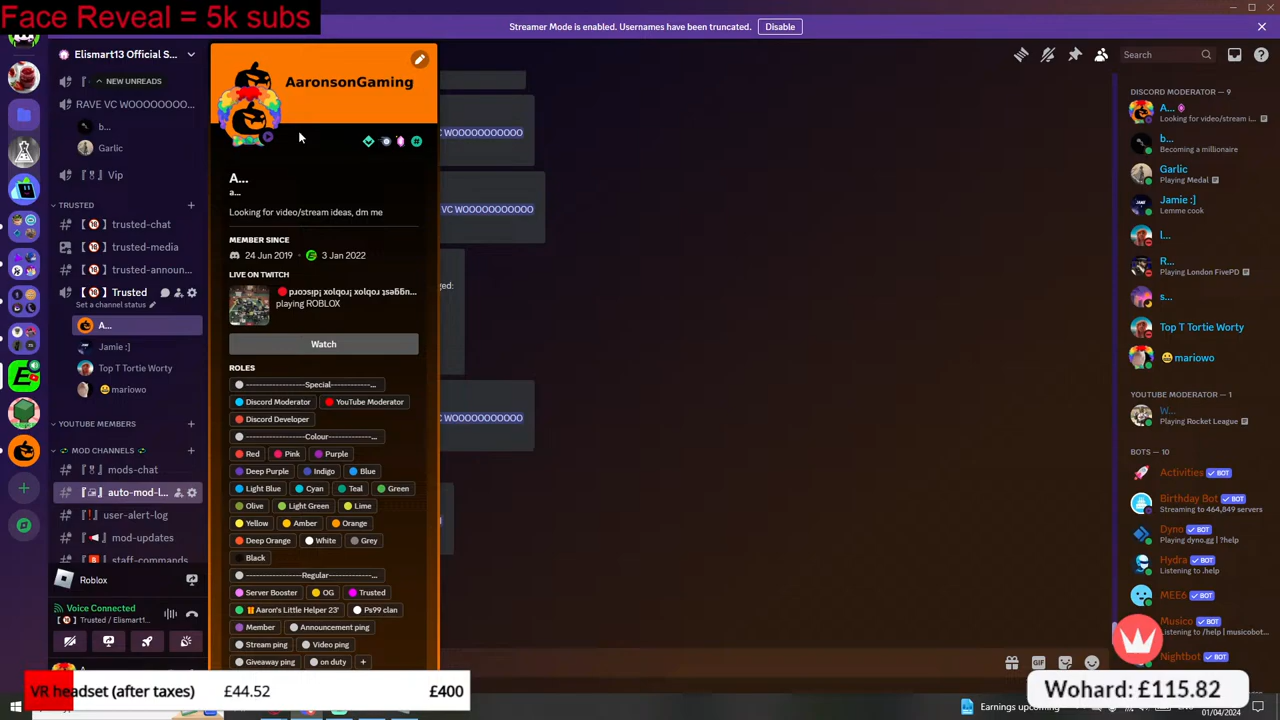 Face Reveal = 5k subs
Streamer Mode is enabled. Usernames have been truncated.
Disable
Elismart13 Official S...
NEW UNREADS
RAVE VC WOOOOOOOO...
b...
Garlic
Vip
TRUSTED
trusted-chat
trusted-media
trusted-announ...
Trusted
Set a channel status
A...
Jamie :]
Top T Tortie Worty
mariowo
YOUTUBE MEMBERS
MOD CHANNELS
mods-chat
auto-mod-l...
user-alert-log
mod-updates
staff-commands
Roblox
Voice Connected
Trusted / Elismart1...
AaronsonGaming
A...
a...
Looking for video/stream ideas, dm me
MEMBER SINCE
24 Jun 2019 • 3 Jan 2022
LIVE ON TWITCH
playing ROBLOX
Watch
ROLES
-------------------Special------------...
Discord Moderator
YouTube Moderator
Discord Developer
-------------------Colour------------...
Red
Pink
Purple
Deep Purple
Indigo
Blue
Light Blue
Cyan
Teal
Green
Olive
Light Green
Lime
Yellow
Amber
Orange
Deep Orange
White
Grey
Black
-------------------Regular------------...
Server Booster
OG
Trusted
Aaron's Little Helper 23'
Ps99 clan
Member
Announcement ping
Stream ping
Video ping
Giveaway ping
on duty
+
C WOOOOOOOOOOO
VC WOOOOOOOOOOO
ged:
C WOOOOOOOOOOO
Search
DISCORD MODERATOR — 9
A...
Looking for video/stream i...
b...
Becoming a millionaire
Garlic
Playing Medal
Jamie :]
Lemme cook
I...
R...
Playing London FivePD
s...
Top T Tortie Worty
mariowo
YOUTUBE MODERATOR — 1
W...
Playing Rocket League
BOTS — 10
Activities BOT
Birthday Bot BOT
Streaming to 464,849 servers
Dyno BOT
Playing dyno.gg | ?help
Hydra BOT
Listening to .help
MEE6 BOT
Musico BOT
Listening to /help | musicobot...
Nightbot BOT
GIF
VR headset (after taxes) £44.52 £400
Wohard: £115.82
Earnings upcoming
01/04/2024